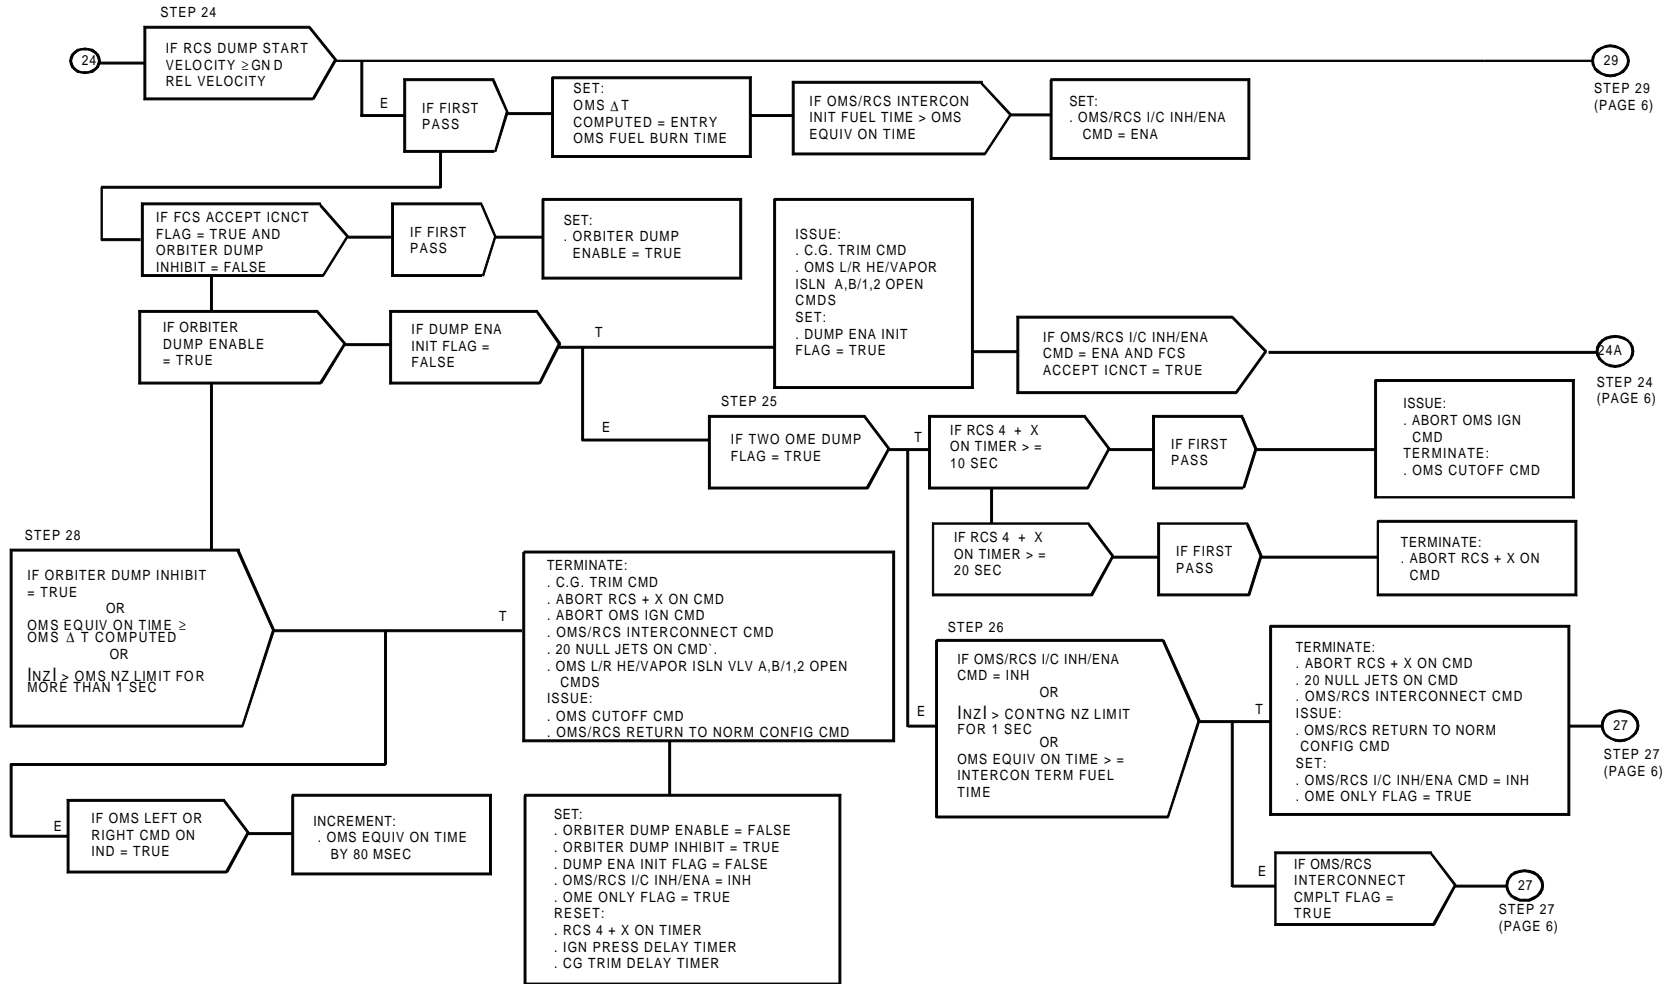 STEP 24
24
IF RCS DUMP START
VELOCITY ≥ GND
REL VELOCITY
29
STEP 29
(PAGE 6)
E
IF FIRST
PASS
SET:
OMS Δ T
COMPUTED = ENTRY
OMS FUEL BURN TIME
IF OMS/RCS INTERCON
INIT FUEL TIME > OMS
EQUIV ON TIME
SET:
. OMS/RCS I/C INH/ENA
CMD = ENA
IF FCS ACCEPT ICNCT
FLAG = TRUE AND
ORBITER DUMP
INHIBIT = FALSE
IF FIRST
PASS
SET:
. ORBITER DUMP
ENABLE = TRUE
IF ORBITER
DUMP ENABLE
= TRUE
IF DUMP ENA
INIT FLAG =
FALSE
T
ISSUE:
. C.G. TRIM CMD
. OMS L/R HE/VAPOR
ISLN A,B/1,2 OPEN
CMDS
SET:
. DUMP ENA INIT
FLAG = TRUE
IF OMS/RCS I/C INH/ENA
CMD = ENA AND FCS
ACCEPT ICNCT = TRUE
24A
STEP 24
(PAGE 6)
E
STEP 25
IF TWO OME DUMP
FLAG = TRUE
T
IF RCS 4 + X
ON TIMER > =
10 SEC
IF FIRST
PASS
ISSUE:
. ABORT OMS IGN
CMD
TERMINATE:
. OMS CUTOFF CMD
IF RCS 4 + X
ON TIMER > =
20 SEC
IF FIRST
PASS
TERMINATE:
. ABORT RCS + X ON
CMD
STEP 28
IF ORBITER DUMP INHIBIT
= TRUE
OR
OMS EQUIV ON TIME ≥
OMS Δ T COMPUTED
OR
|NZ| > OMS NZ LIMIT FOR
MORE THAN 1 SEC
T
TERMINATE:
. C.G. TRIM CMD
. ABORT RCS + X ON CMD
. ABORT OMS IGN CMD
. OMS/RCS INTERCONNECT CMD
. 20 NULL JETS ON CMD`.
. OMS L/R HE/VAPOR ISLN VLV A,B/1,2 OPEN
CMDS
ISSUE:
. OMS CUTOFF CMD
. OMS/RCS RETURN TO NORM CONFIG CMD
E
STEP 26
IF OMS/RCS I/C INH/ENA
CMD = INH
OR
|NZ| > CONTNG NZ LIMIT
FOR 1 SEC
OR
OMS EQUIV ON TIME > =
INTERCON TERM FUEL
TIME
T
TERMINATE:
. ABORT RCS + X ON CMD
. 20 NULL JETS ON CMD
. OMS/RCS INTERCONNECT CMD
ISSUE:
. OMS/RCS RETURN TO NORM
CONFIG CMD
SET:
. OMS/RCS I/C INH/ENA CMD = INH
. OME ONLY FLAG = TRUE
27
STEP 27
(PAGE 6)
E
IF OMS LEFT OR
RIGHT CMD ON
IND = TRUE
INCREMENT:
. OMS EQUIV ON TIME
BY 80 MSEC
SET:
. ORBITER DUMP ENABLE = FALSE
. ORBITER DUMP INHIBIT = TRUE
. DUMP ENA INIT FLAG = FALSE
. OMS/RCS I/C INH/ENA = INH
. OME ONLY FLAG = TRUE
RESET:
. RCS 4 + X ON TIMER
. IGN PRESS DELAY TIMER
. CG TRIM DELAY TIMER
E
IF OMS/RCS
INTERCONNECT
CMPLT FLAG =
TRUE
27
STEP 27
(PAGE 6)